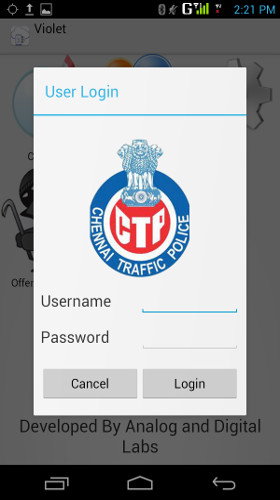 G 2:21 PM
Violet
User Login
CTP
CHENNAI TRAFFIC POLICE
Username
Password
Offen
Cancel
Login
Developed By Analog and Digital
Labs